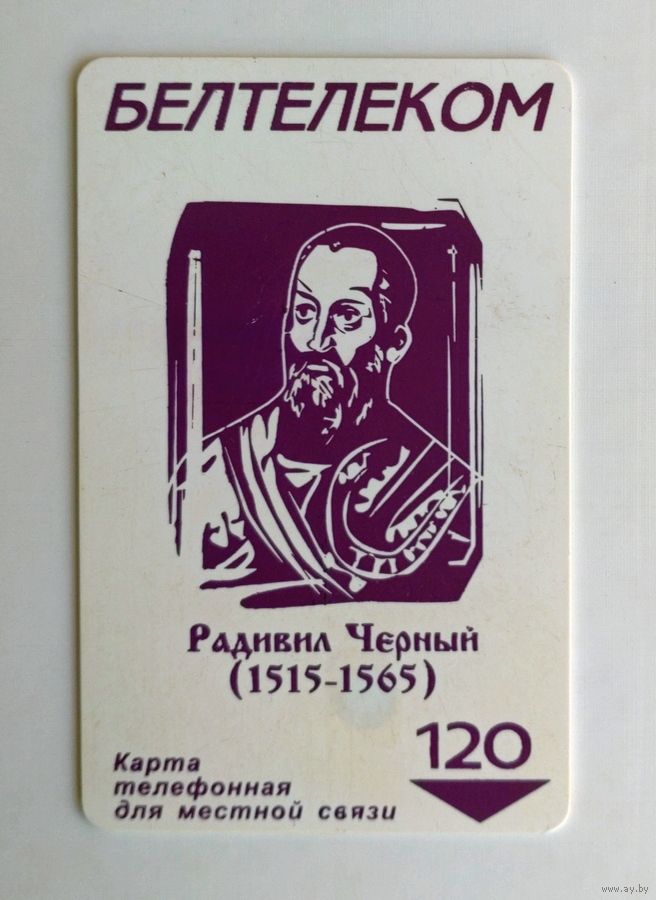 БЕЛТЕЛЕКОМ
Радивил Черный
(1515-1565)
120
Карта
телефонная
для местной связи
www.ay.by